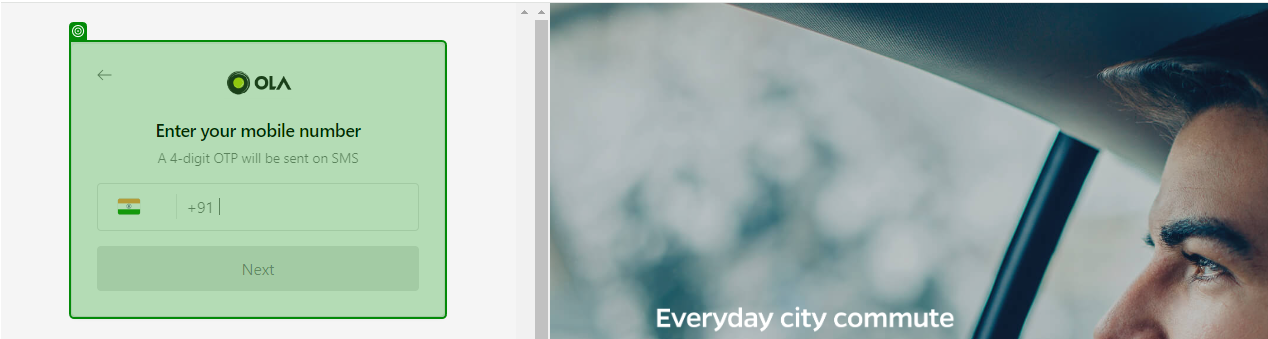 OLA
Enter your mobile number
A 4-digit OTP will be sent on SMS
+91
Next
Everyday city commute